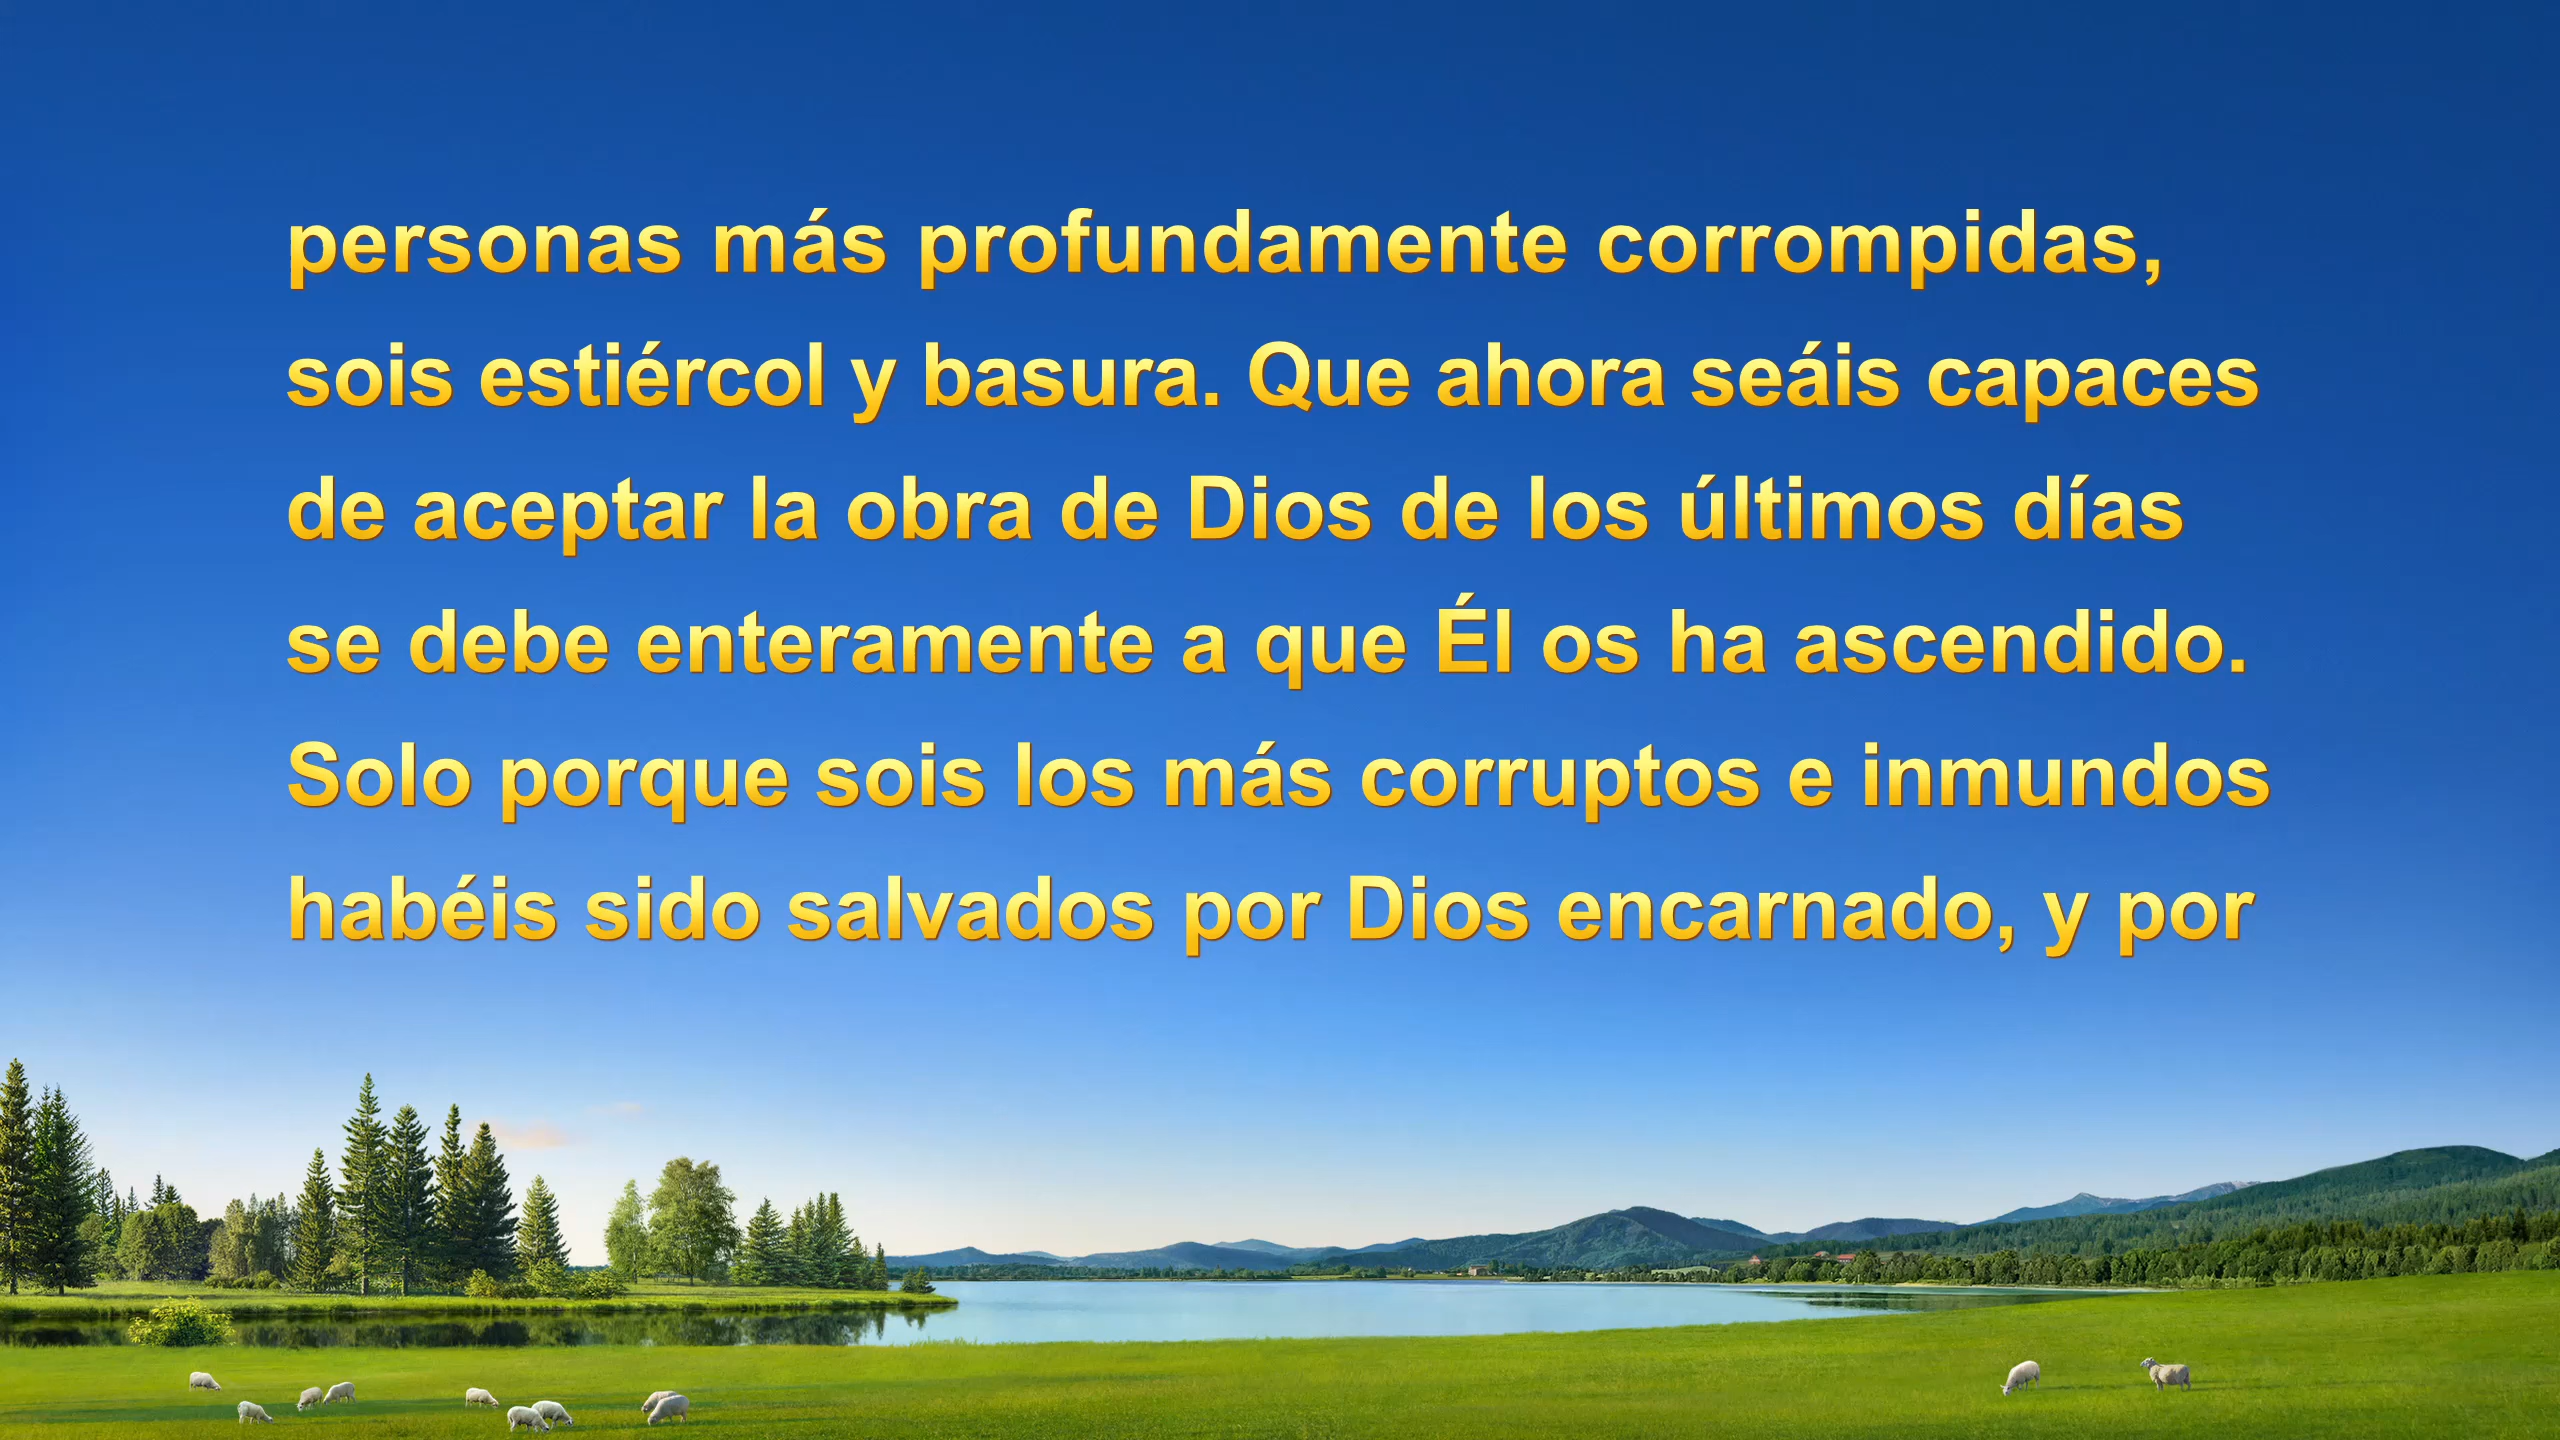 personas más profundamente corrompidas,
sois estiércol y basura. Que ahora seáis capaces
de aceptar la obra de Dios de los últimos días
se debe enteramente a que Él os ha ascendido.
Solo porque sois los más corruptos e inmundos
habéis sido salvados por Dios encarnado, y por